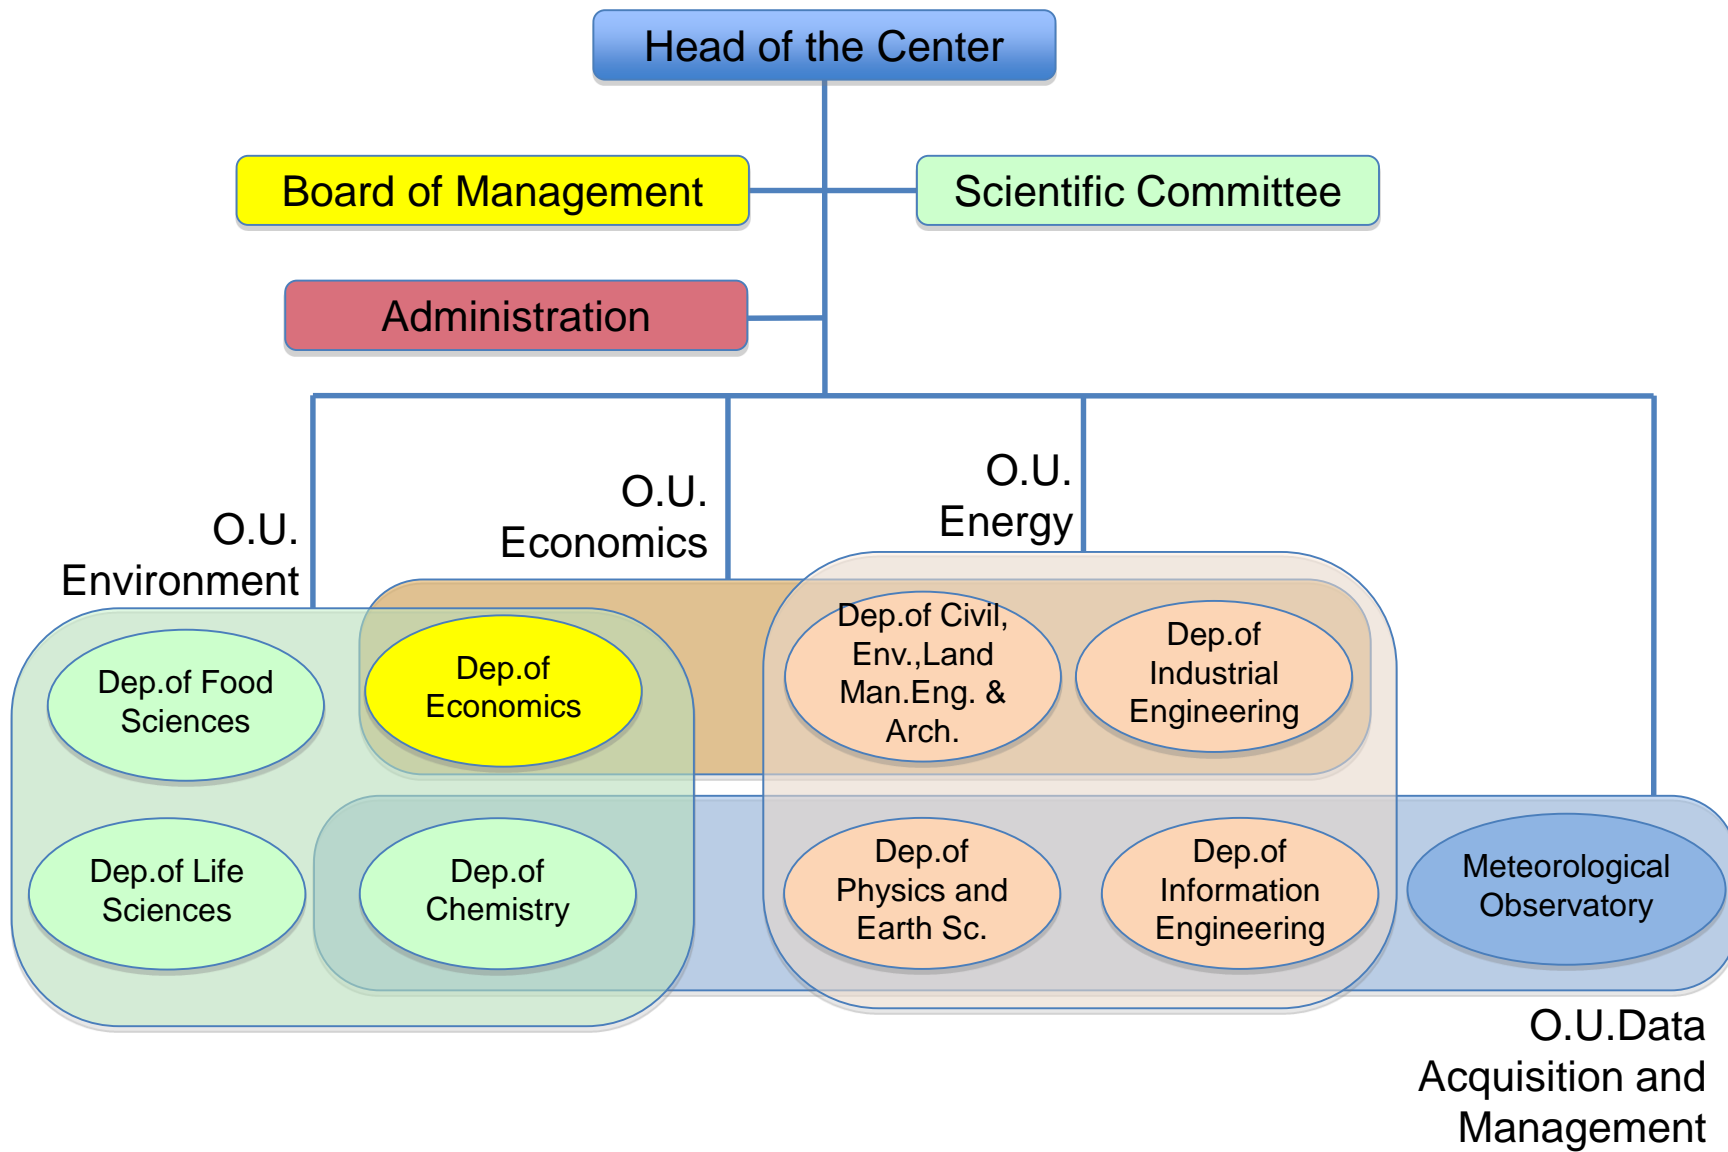 Head of the Center
Board of Management
Scientific Committee
Administration
O.U.
Environment
O.U.
Economics
O.U.
Energy
Dep.of Food
Sciences
Dep.of
Economics
Dep.of Civil,
Env.,Land
Man.Eng. &
Arch.
Dep.of
Industrial
Engineering
Dep.of Life
Sciences
Dep.of
Chemistry
Dep.of
Physics and
Earth Sc.
Dep.of
Information
Engineering
Meteorological
Observatory
O.U.Data
Acquisition and
Management